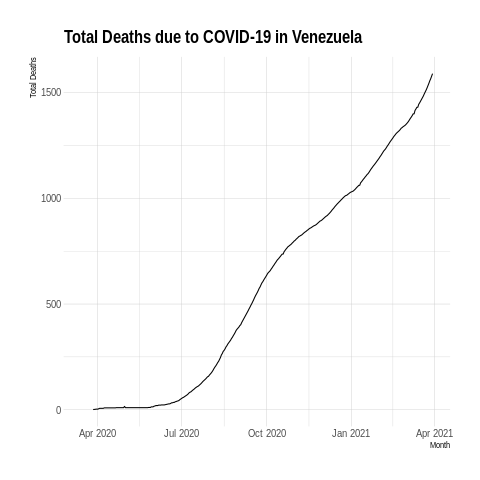 Total Deaths due to COVID-19 in Venezuela
Total Deaths
1500
1000
500
0
Apr 2020 Jul 2020 Oct 2020 Jan 2021 Apr 2021
Month